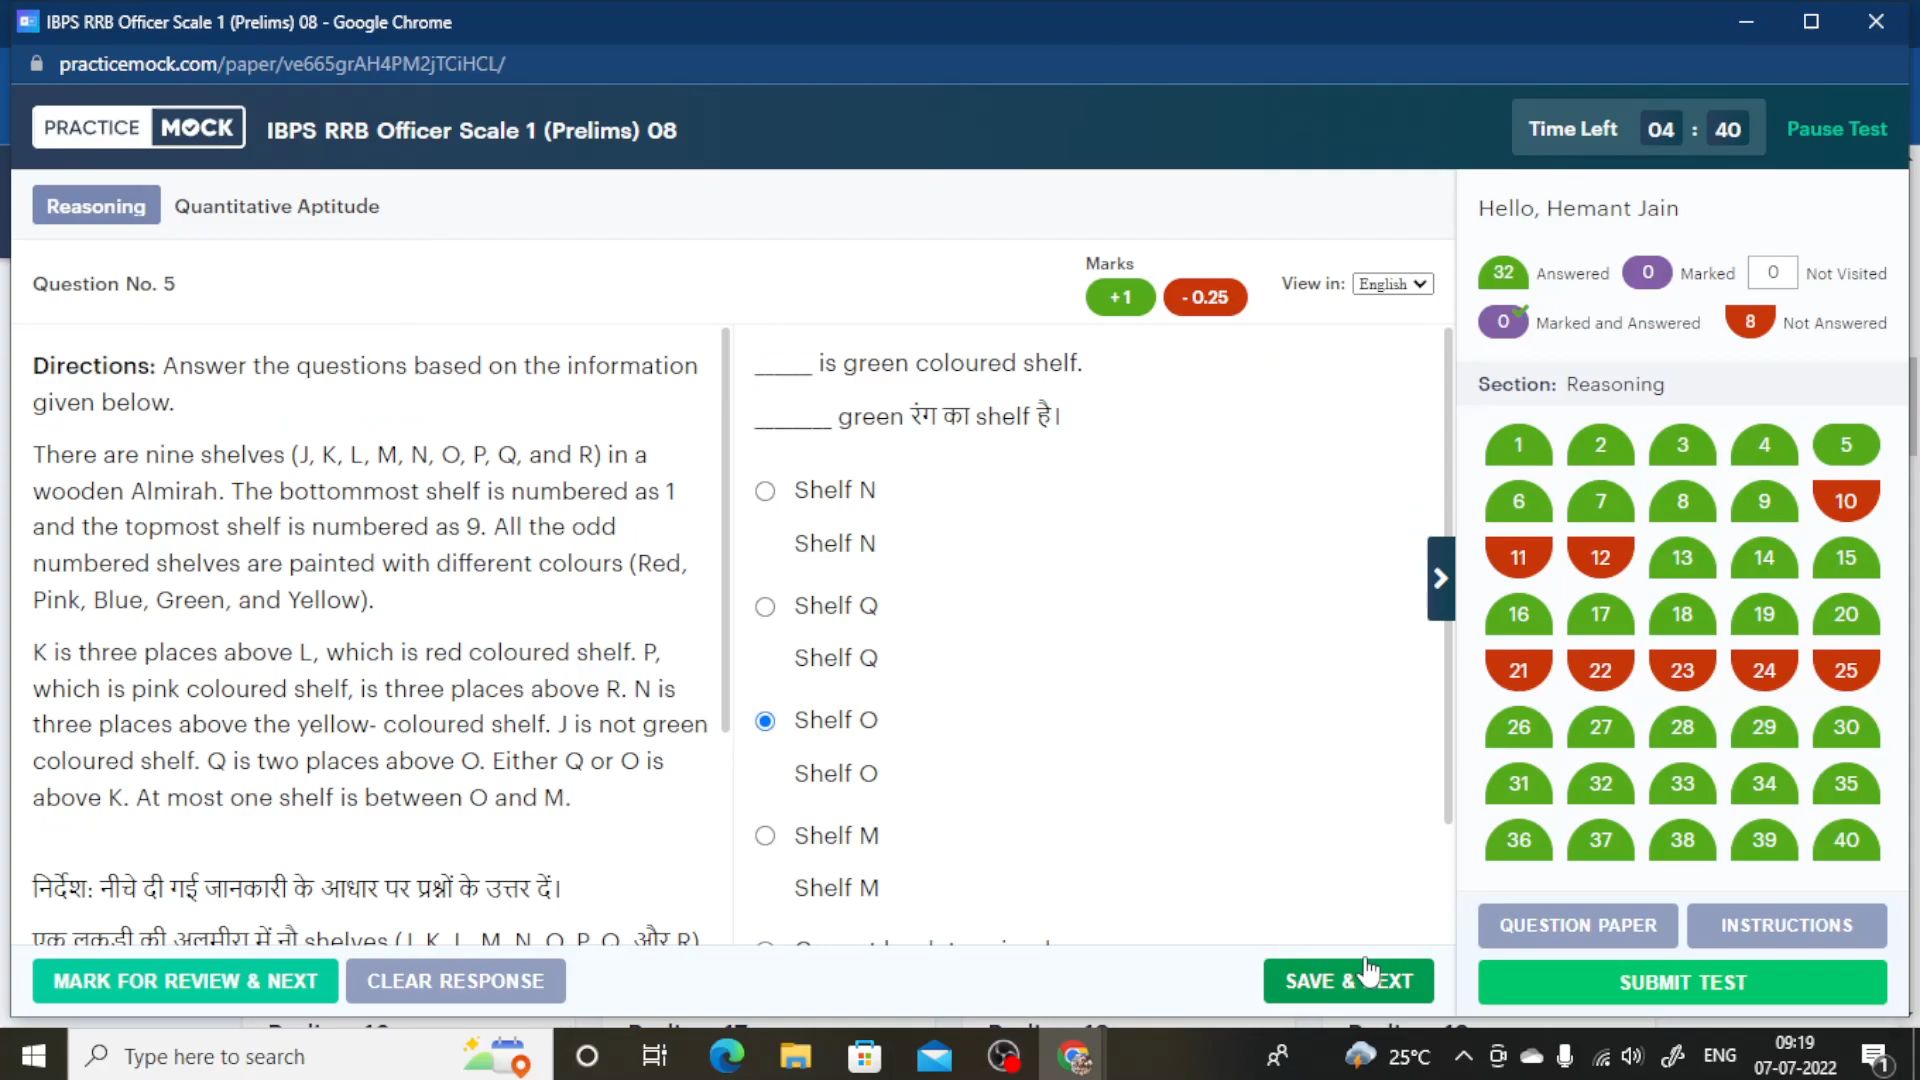 IBPS RRB Officer Scale 1 (Prelims) 08 - Google Chrome
practicemock.com/paper/ve665grAH4PM2jTCiHCL/
PRACTICE MOCK
IBPS RRB Officer Scale 1 (Prelims) 08
Time Left 04 : 40
Pause Test
Reasoning
Quantitative Aptitude
Hello, Hemant Jain
Question No. 5
Marks
+1
- 0.25
View in: English
32 Answered
0 Marked
0 Not Visited
0 Marked and Answered
8 Not Answered
Section: Reasoning
Directions: Answer the questions based on the information
given below.
There are nine shelves (J, K, L, M, N, O, P, Q, and R) in a
wooden Almirah. The bottommost shelf is numbered as 1
and the topmost shelf is numbered as 9. All the odd
numbered shelves are painted with different colours (Red,
Pink, Blue, Green, and Yellow).
K is three places above L, which is red coloured shelf. P,
which is pink coloured shelf, is three places above R. N is
three places above the yellow- coloured shelf. J is not green
coloured shelf. Q is two places above O. Either Q or O is
above K. At most one shelf is between O and M.
निर्देश: नीचे दी गई जानकारी के आधार पर प्रश्नों के उत्तर दें।
एक लकड़ी की अलमीरा में नौ shelves (J, K, L, M, N, O, P, Q, और R)
_____ is green coloured shelf.
_______ green रंग का shelf है।
Shelf N
Shelf N
Shelf Q
Shelf Q
Shelf O
Shelf O
Shelf M
Shelf M
1 2 3 4 5
6 7 8 9 10
11 12 13 14 15
16 17 18 19 20
21 22 23 24 25
26 27 28 29 30
31 32 33 34 35
36 37 38 39 40
MARK FOR REVIEW & NEXT
CLEAR RESPONSE
SAVE & NEXT
QUESTION PAPER
INSTRUCTIONS
SUBMIT TEST
Type here to search
25°C
ENG
09:19
07-07-2022
1